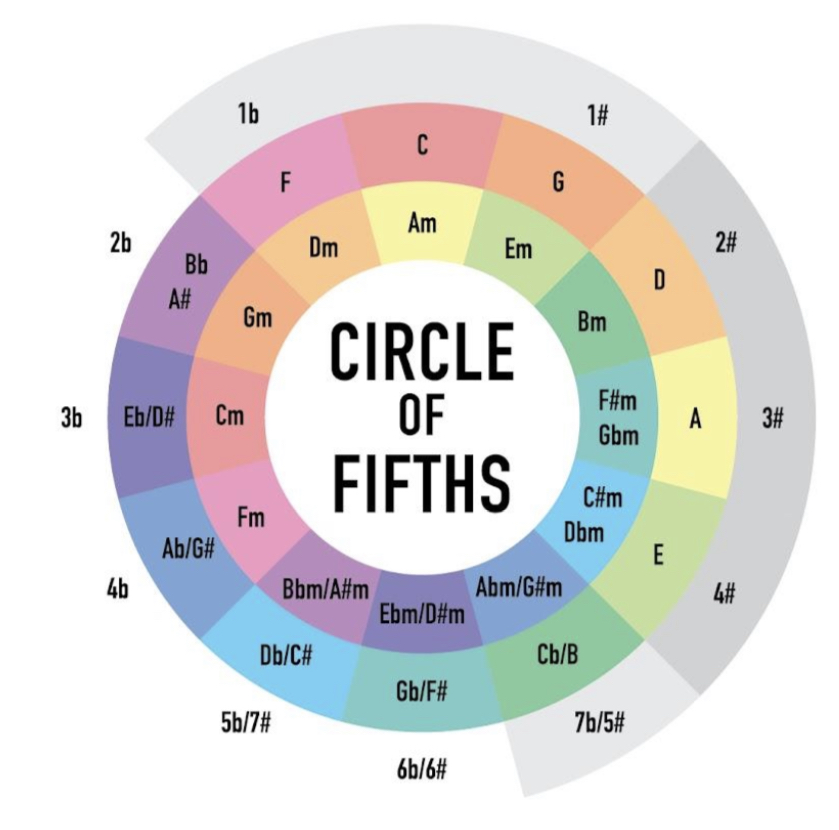 CIRCLE
OF
FIFTHS
C
G
D
A
E
Cb/B
Gb/F#
Db/C#
Ab/G#
Eb/D#
Bb
A#
F
Am
Em
Bm
F#m
Gbm
C#m
Dbm
Abm/G#m
Ebm/D#m
Bbm/A#m
Fm
Cm
Gm
Dm
1#
2#
3#
4#
7b/5#
6b/6#
5b/7#
4b
3b
2b
1b